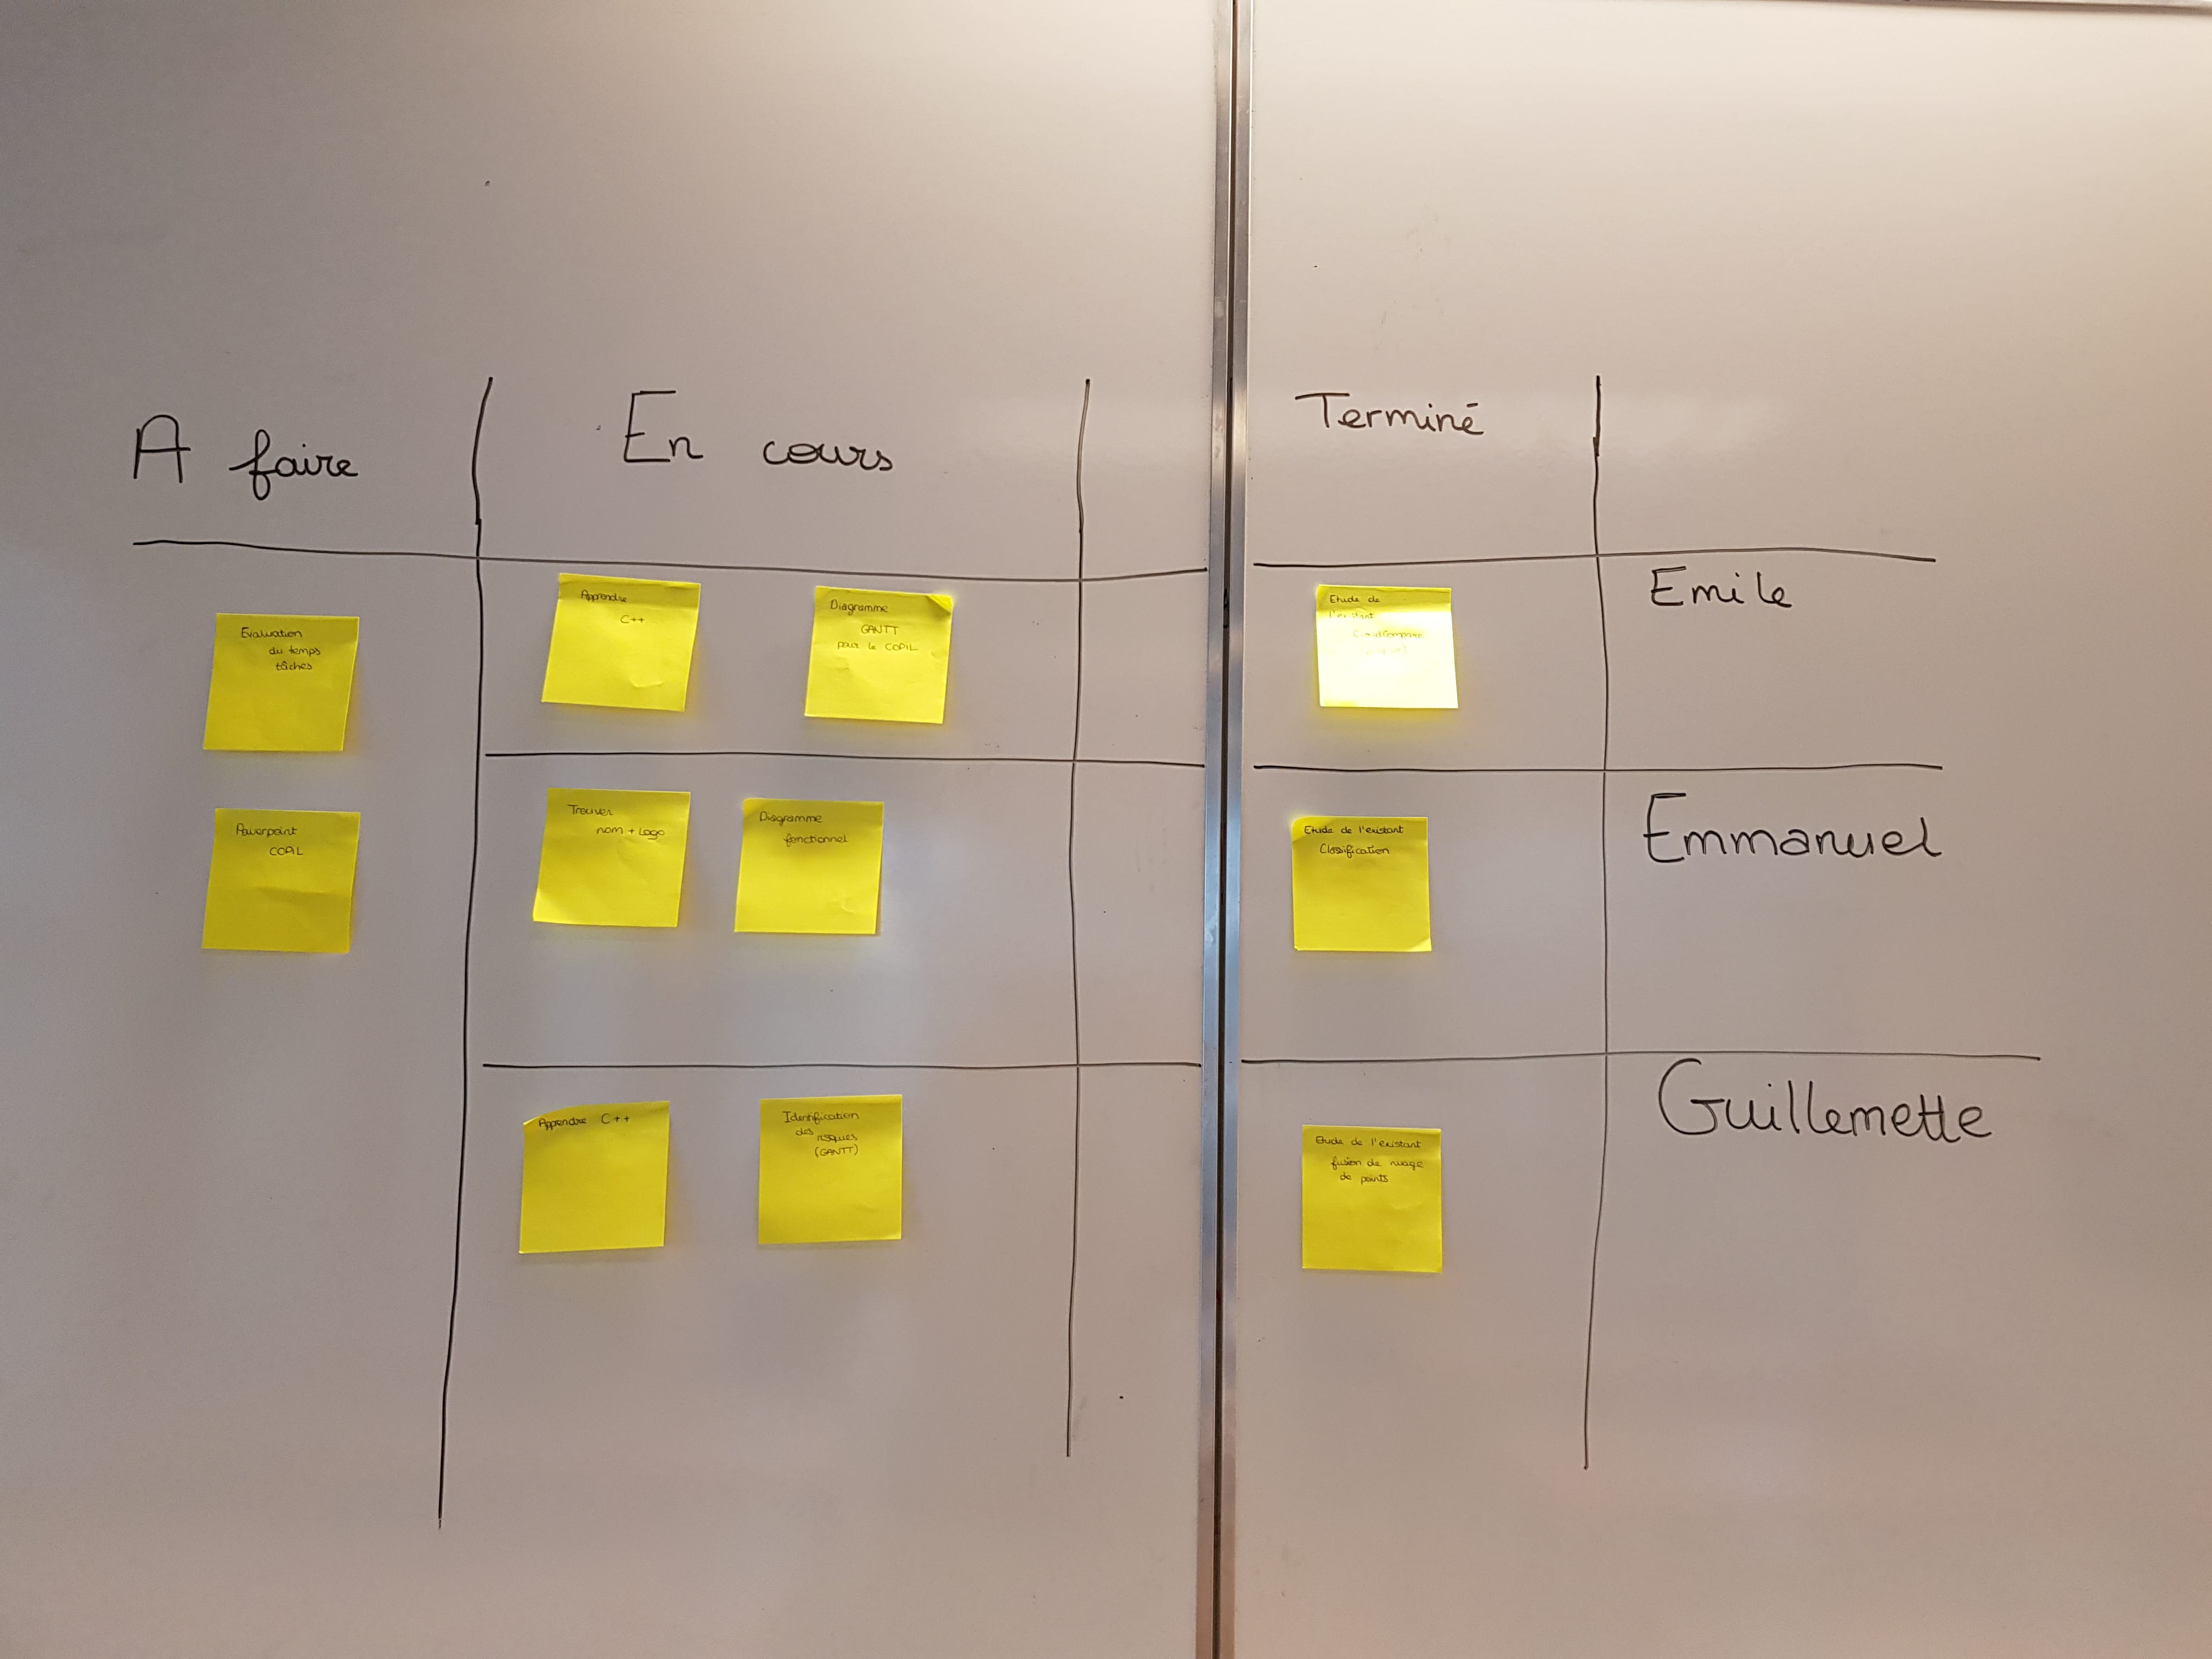 A faire
En cours
Terminé
Evaluation
du temps
tâches
Powerpoint
COPIL
Apprendre
C++
Diagramme
GANTT
pour le COPIL
Etude de
l'existant
CloudCompare
Emile
Trouver
nom + Logo
Diagramme
fonctionnel
Etude de l'existant
Classification
Emmanuel
Apprendre C++
Identification
des risques
(GANTT)
Etude de l'existant
fusion de nuage
de points
Guillemette